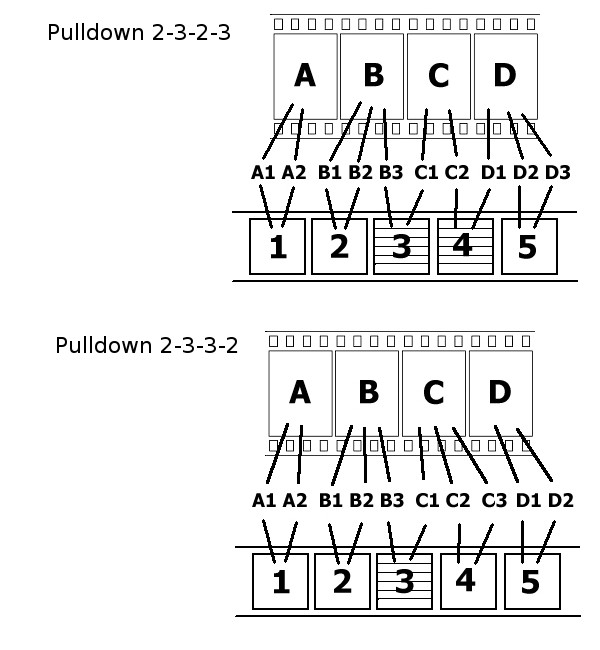 Pulldown 2-3-2-3
A B C D
A1 A2 B1 B2 B3 C1 C2 D1 D2 D3
1 2 3 4 5
Pulldown 2-3-3-2
A B C D
A1 A2 B1 B2 B3 C1 C2 C3 D1 D2
1 2 3 4 5